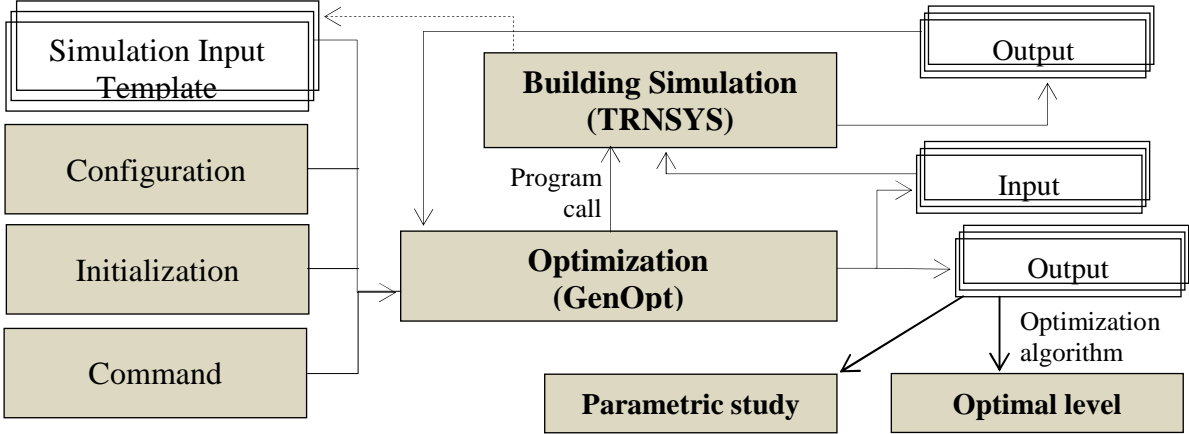 Simulation Input
Template
Configuration
Initialization
Command
Building Simulation
(TRNSYS)
Program
call
Optimization
(GenOpt)
Output
Input
Output
Optimization
algorithm
Parametric study
Optimal level